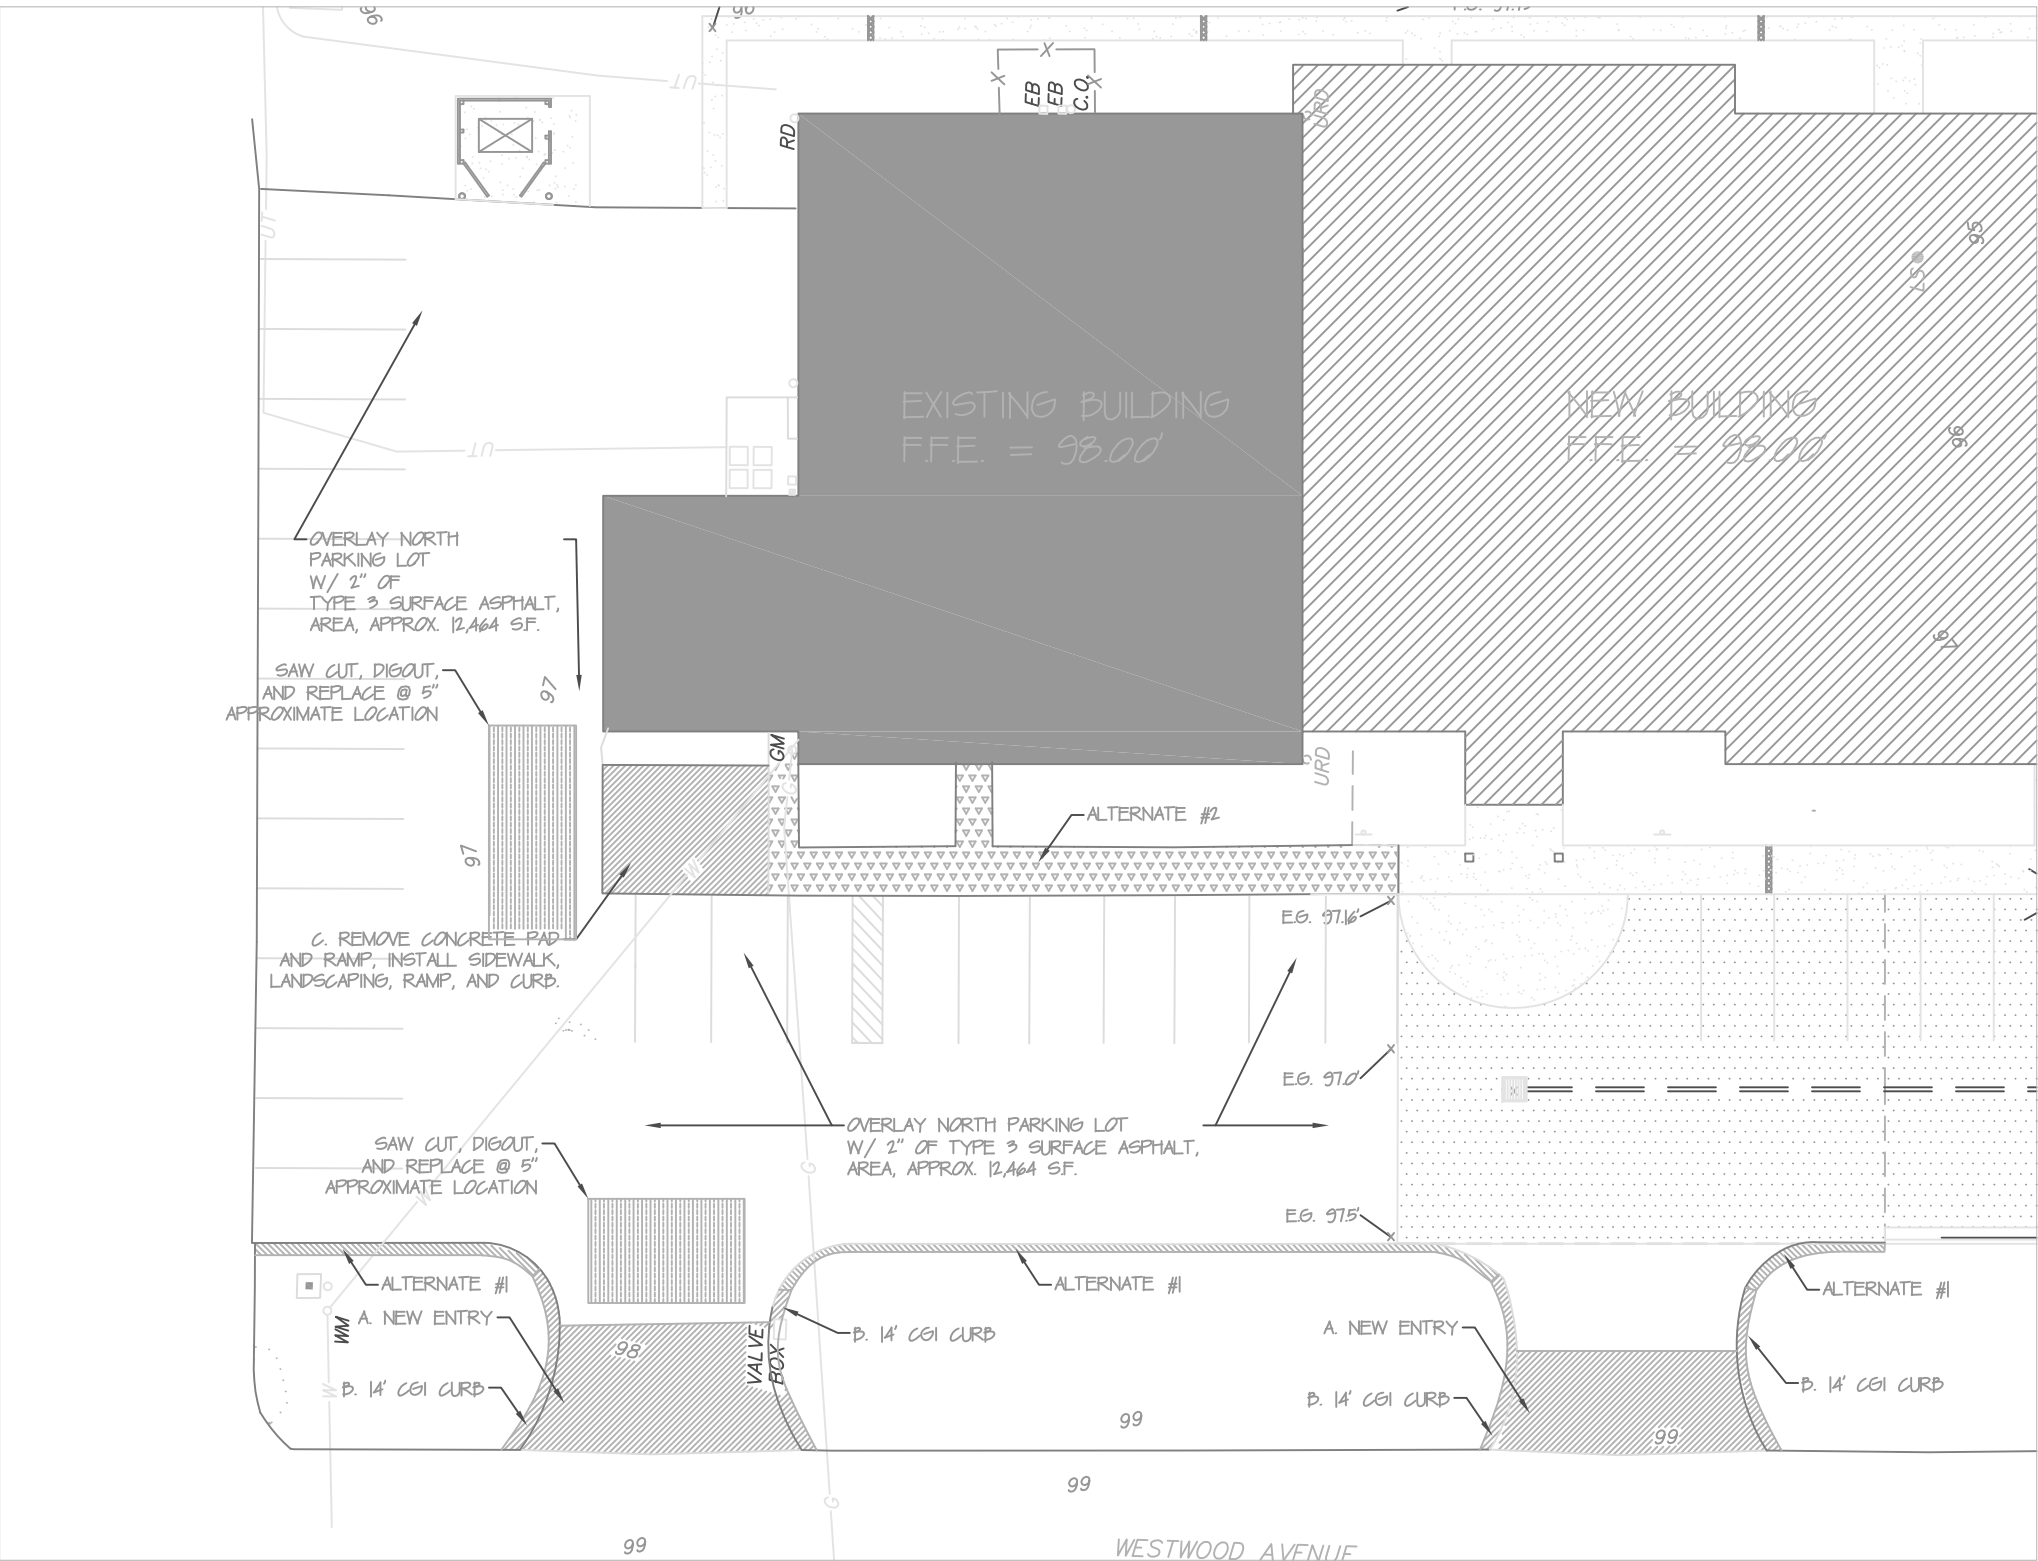 96
UT
X
X
X
EB
EB
C.O.
RD
URD
UT
95
LS
EXISTING BUILDING
F.F.E. = 98.00'
NEW BUILDING
F.F.E. = 98.00'
96
UT
OVERLAY NORTH
PARKING LOT
W/ 2" OF
TYPE 3 SURFACE ASPHALT,
AREA, APPROX. 12,464 S.F.
97
SAW CUT, DIGOUT,
AND REPLACE @ 5"
APPROXIMATE LOCATION
97
GM
G
URD
ALTERNATE #2
97
W
E.G. 97.16'
C. REMOVE CONCRETE PAD
AND RAMP, INSTALL SIDEWALK,
LANDSCAPING, RAMP, AND CURB.
E.G. 97.0'
OVERLAY NORTH PARKING LOT
W/ 2" OF TYPE 3 SURFACE ASPHALT,
AREA, APPROX. 12,464 S.F.
G
SAW CUT, DIGOUT,
AND REPLACE @ 5"
APPROXIMATE LOCATION
W
E.G. 97.5'
ALTERNATE #1
ALTERNATE #1
ALTERNATE #1
A. NEW ENTRY
WM
98
VALVE
BOX
B. 14' CG1 CURB
A. NEW ENTRY
W
B. 14' CG1 CURB
B. 14' CG1 CURB
B. 14' CG1 CURB
99
99
99
G
99
WESTWOOD AVENUE